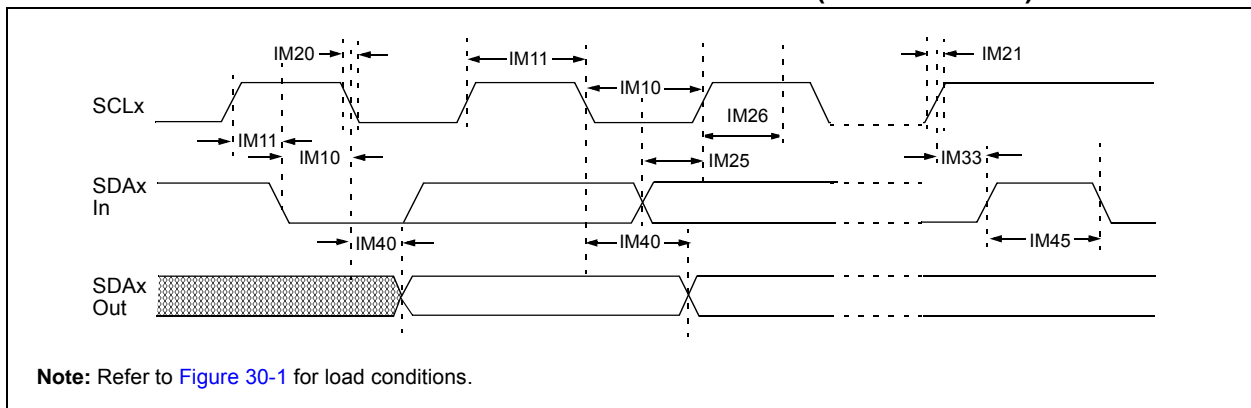 IM20
IM11
IM21
IM10
SCLx
IM26
IM11
IM10
IM25
IM33
SDAx
In
IM40
IM40
IM45
SDAx
Out
Note: Refer to Figure 30-1 for load conditions.